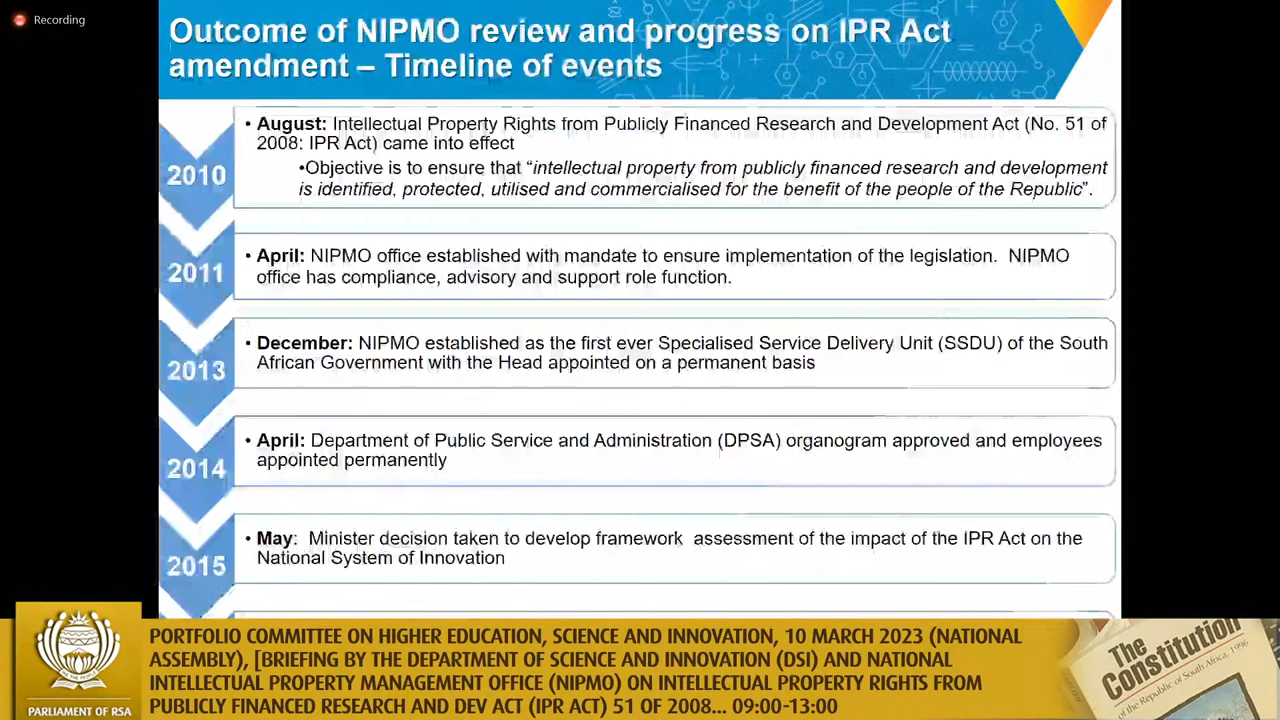 Recording
Outcome of NIPMO review and progress on IPR Act
amendment – Timeline of events
2010
• August: Intellectual Property Rights from Publicly Financed Research and Development Act (No. 51 of
2008: IPR Act) came into effect
•Objective is to ensure that “intellectual property from publicly financed research and development
is identified, protected, utilised and commercialised for the benefit of the people of the Republic”.
2011
• April: NIPMO office established with mandate to ensure implementation of the legislation. NIPMO
office has compliance, advisory and support role function.
2013
• December: NIPMO established as the first ever Specialised Service Delivery Unit (SSDU) of the South
African Government with the Head appointed on a permanent basis
2014
• April: Department of Public Service and Administration (DPSA) organogram approved and employees
appointed permanently
2015
• May: Minister decision taken to develop framework assessment of the impact of the IPR Act on the
National System of Innovation
PORTFOLIO COMMITTEE ON HIGHER EDUCATION, SCIENCE AND INNOVATION, 10 MARCH 2023 (NATIONAL
ASSEMBLY), [BRIEFING BY THE DEPARTMENT OF SCIENCE AND INNOVATION (DSI) AND NATIONAL
INTELLECTUAL PROPERTY MANAGEMENT OFFICE (NIPMO) ON INTELLECTUAL PROPERTY RIGHTS FROM
PUBLICLY FINANCED RESEARCH AND DEV ACT (IPR ACT) 51 OF 2008... 09:00-13:00
PARLIAMENT OF RSA
The
Constitution
of the Republic of South Africa, 1996